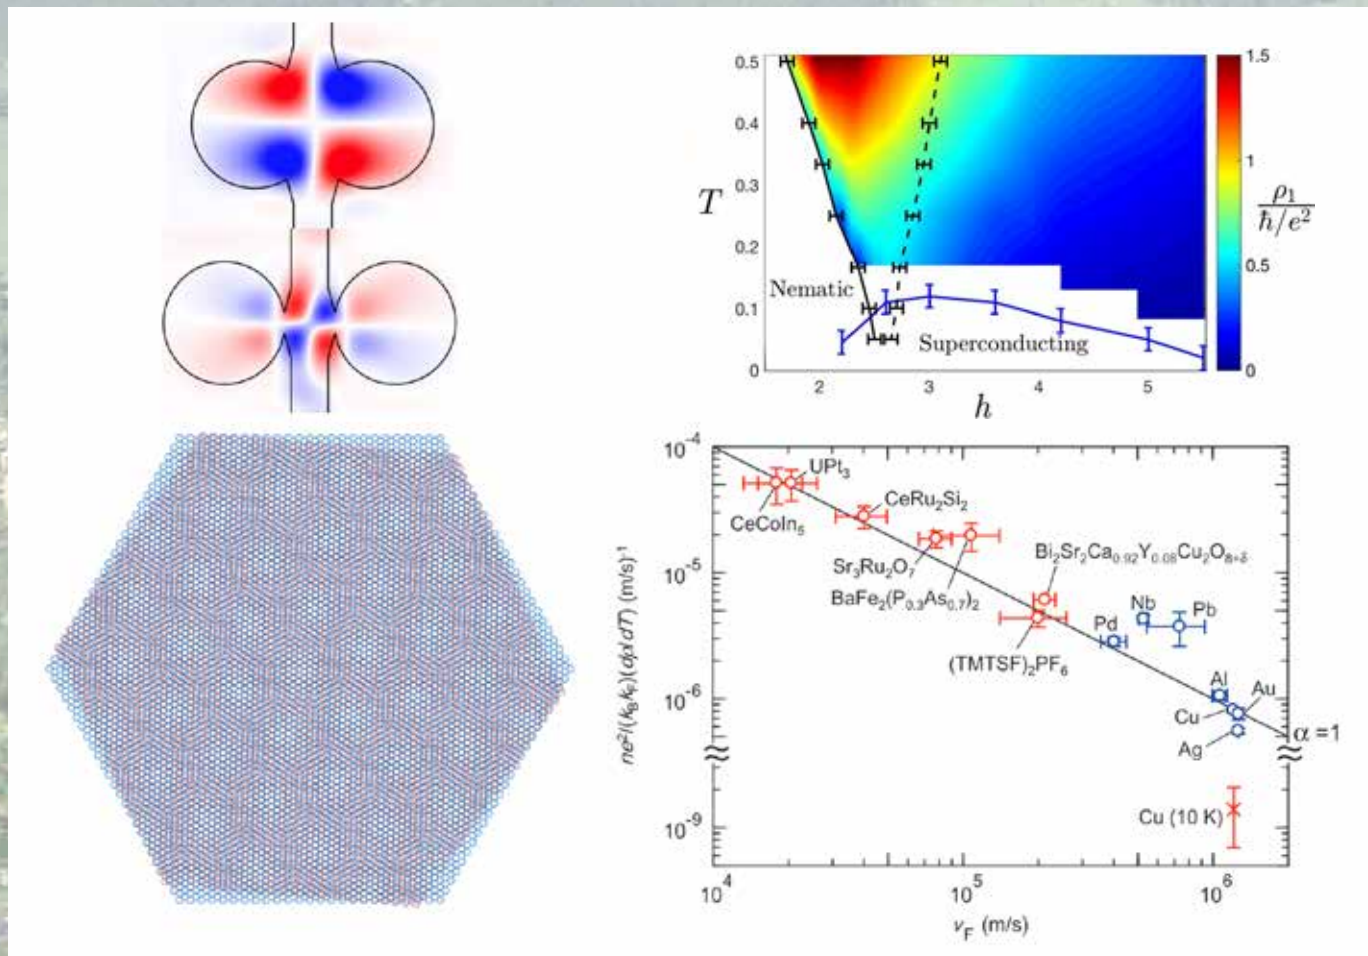 0.5
0.4
0.3
0.2
0.1
0
T
Nematic
Superconducting
2
3
4
5
h
1.5
1
0.5
0
ρ₁
ħ/e²
10⁻⁴
10⁻⁵
10⁻⁶
10⁻⁹
ne²/(k_Bk_F)(dρ/dT) (m/s)⁻¹
UPt₃
CeCoIn₅
CeRu₂Si₂
Sr₃Ru₂O₇
BaFe₂(P₀.₃As₀.₇)₂
Bi₂Sr₂Ca₀.₉₂Y₀.₀₈Cu₂O₈₊δ
(TMTSF)₂PF₆
Nb
Pb
Pd
Al
Au
Cu
Ag
α =1
Cu (10 K)
10⁴
10⁵
10⁶
v_F (m/s)